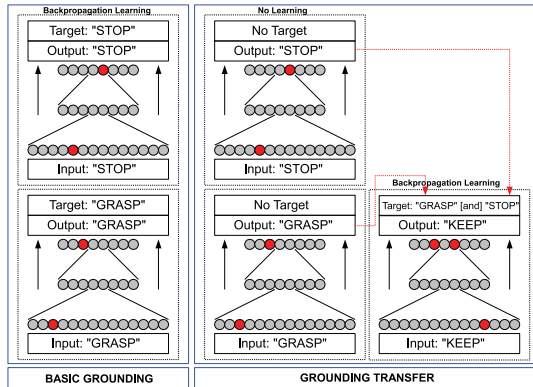 Backpropagation Learning
Target: "STOP"
Output: "STOP"
Input: "STOP"
Target: "GRASP"
Output: "GRASP"
Input: "GRASP"
BASIC GROUNDING
No Learning
No Target
Output: "STOP"
Input: "STOP"
No Target
Output: "GRASP"
Input: "GRASP"
Backpropagation Learning
Target: "GRASP" [and] "STOP"
Output: "KEEP"
Input: "KEEP"
GROUNDING TRANSFER